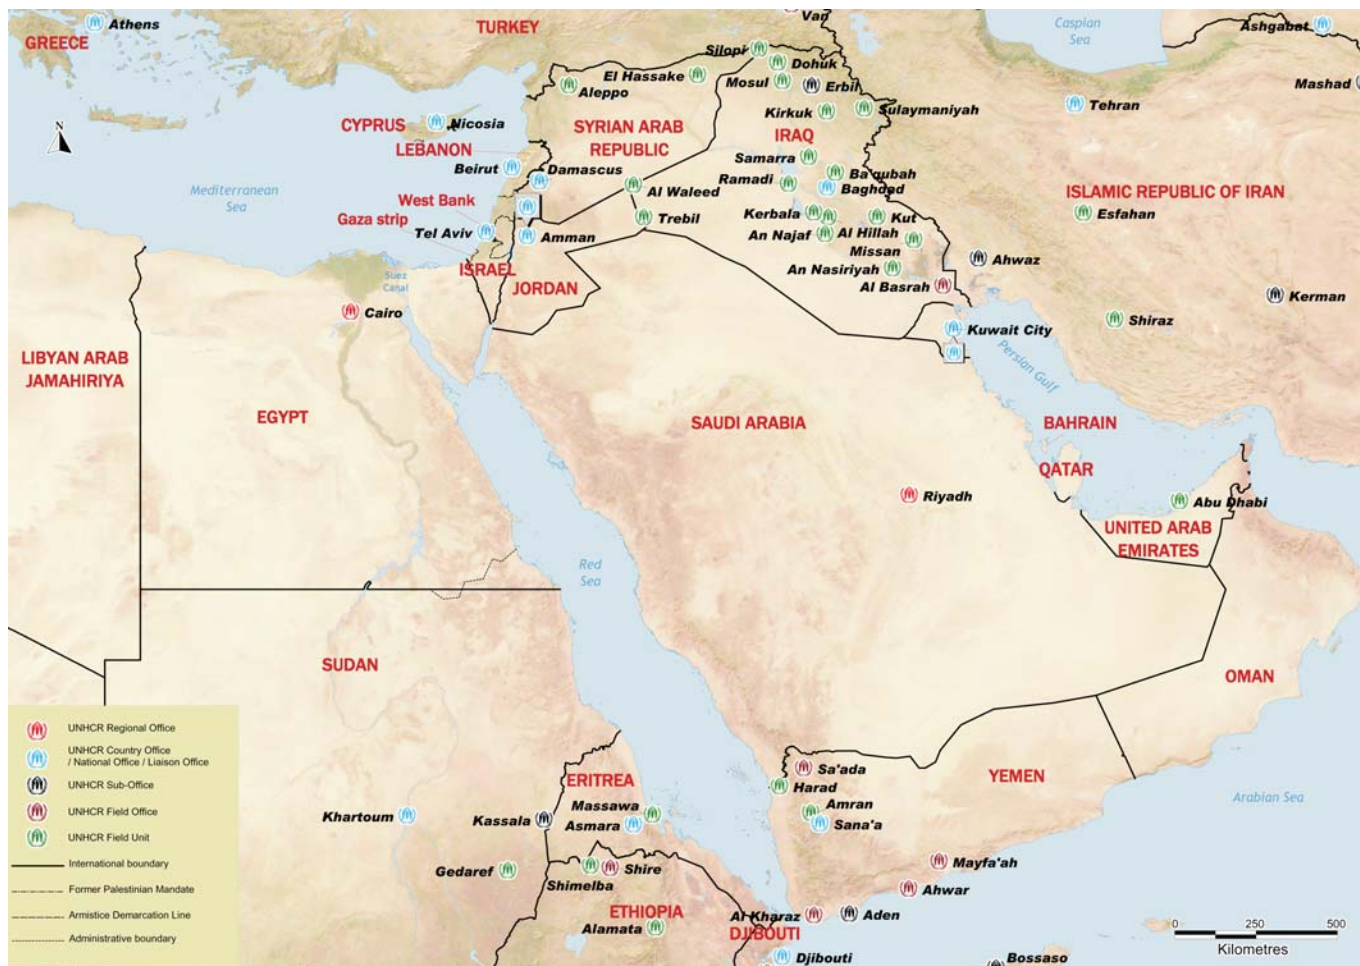 Athens
GREECE
TURKEY
Van
Caspian
Sea
Ashgabat
Silopi
Dohuk
El Hassake
Mosul
Erbil
Aleppo
Mashad
Tehran
Kirkuk
Sulaymaniyah
CYPRUS
Nicosia
SYRIAN ARAB
REPUBLIC
IRAQ
LEBANON
Samarra
Beirut
Damascus
Ba'qubah
Ramadi
Baghdad
Al Waleed
ISLAMIC REPUBLIC OF IRAN
Mediterranean
Sea
West Bank
Gaza strip
Trebil
Kerbala
Kut
Esfahan
Tel Aviv
Amman
An Najaf
Al Hillah
Missan
Ahwaz
ISRAEL
Suez
Canal
JORDAN
An Nasiriyah
Al Basrah
Kerman
Cairo
Kuwait City
Shiraz
Persian Gulf
LIBYAN ARAB
JAMAHIRIYA
EGYPT
SAUDI ARABIA
BAHRAIN
QATAR
Riyadh
Abu Dhabi
UNITED ARAB
EMIRATES
Red
Sea
SUDAN
OMAN
N
UNHCR Regional Office
UNHCR Country Office
/ National Office / Liaison Office
UNHCR Sub-Office
UNHCR Field Office
UNHCR Field Unit
International boundary
Former Palestinian Mandate
Armistice Demarcation Line
Administrative boundary
Sa'ada
YEMEN
ERITREA
Harad
Arabian Sea
Massawa
Amran
Khartoum
Kassala
Asmara
Sana'a
Mayfa'ah
Gedaref
Shire
Shimelba
Ahwar
ETHIOPIA
Al Kharaz
Aden
Alamata
DJIBOUTI
Djibouti
Bossaso
0 250 500
Kilometres